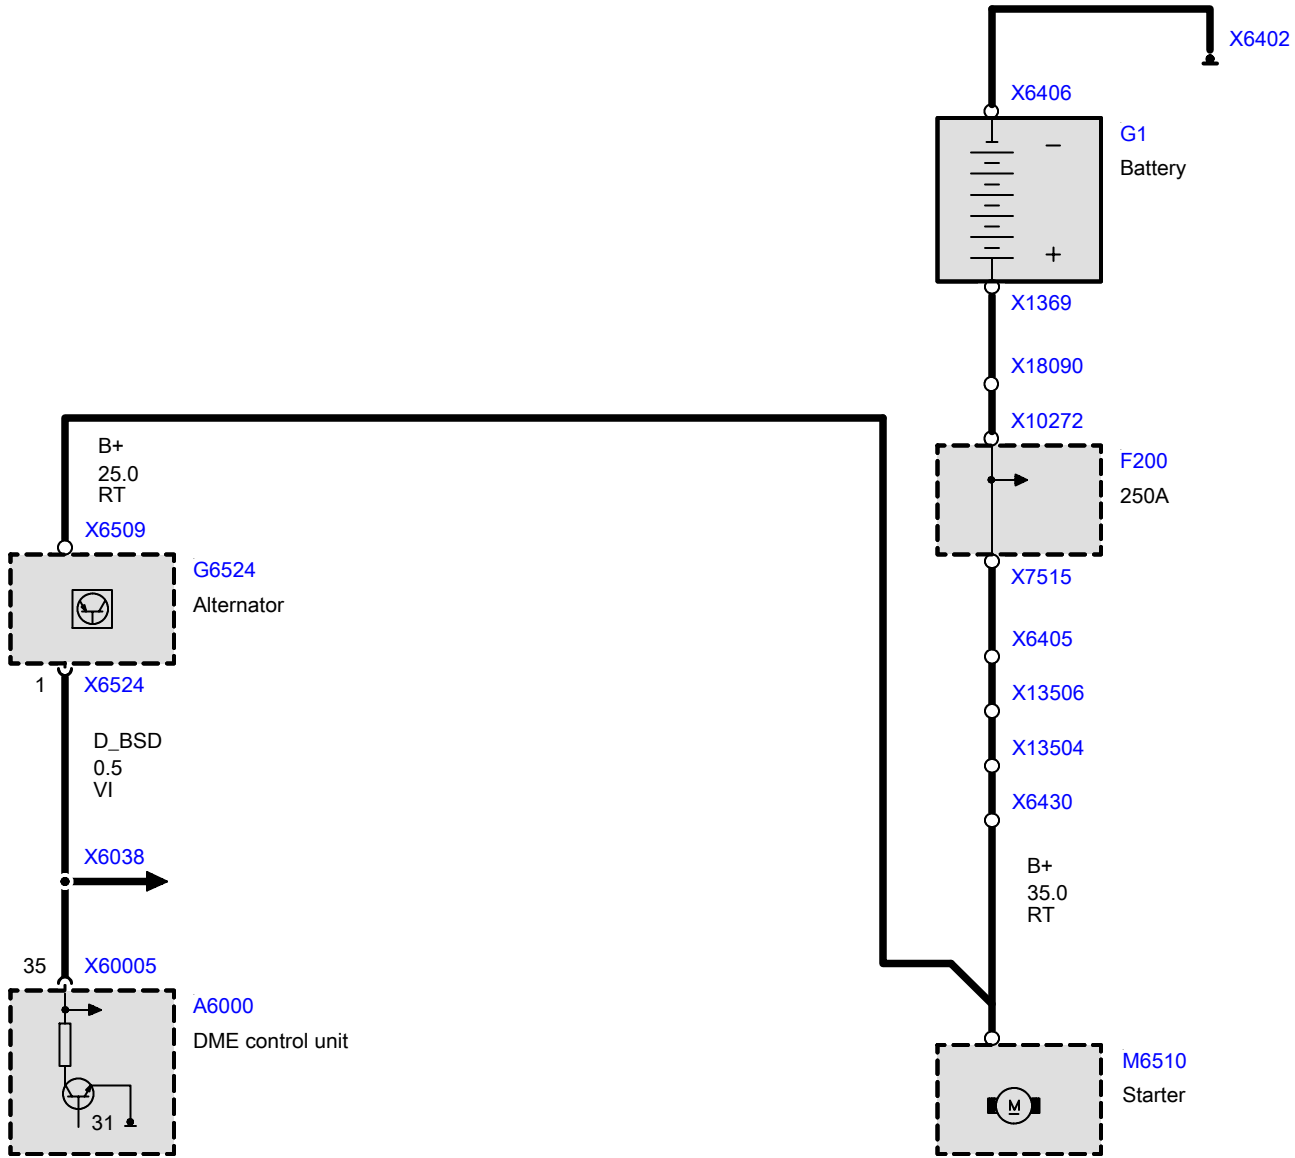 X6402
X6406
G1
Battery
−
+
X1369
X18090
X10272
F200
250A
X7515
X6405
X13506
X13504
X6430
B+
35.0
RT
M6510
Starter
M
B+
25.0
RT
X6509
G6524
Alternator
1 X6524
D_BSD
0.5
VI
X6038
35 X60005
A6000
DME control unit
31